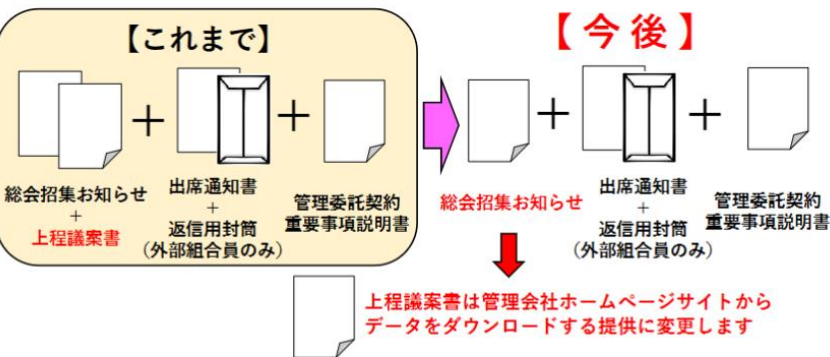 【これまで】
総会招集お知らせ
+
上程議案書
+
出席通知書
+
返信用封筒
（外部組合員のみ）
+
管理委託契約
重要事項説明書
【今後】
総会招集お知らせ
+
出席通知書
+
返信用封筒
（外部組合員のみ）
+
管理委託契約
重要事項説明書
上程議案書は管理会社ホームページサイトから
データをダウンロードする提供に変更します